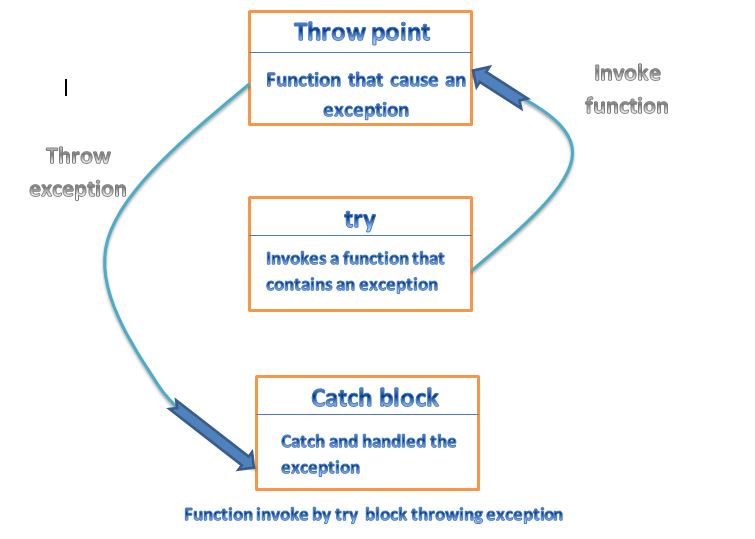 Throw point
Function that cause an
exception
Invoke
function
Throw
exception
try
Invokes a function that
contains an exception
Catch block
Catch and handled the
exception
Function invoke by try block throwing exception